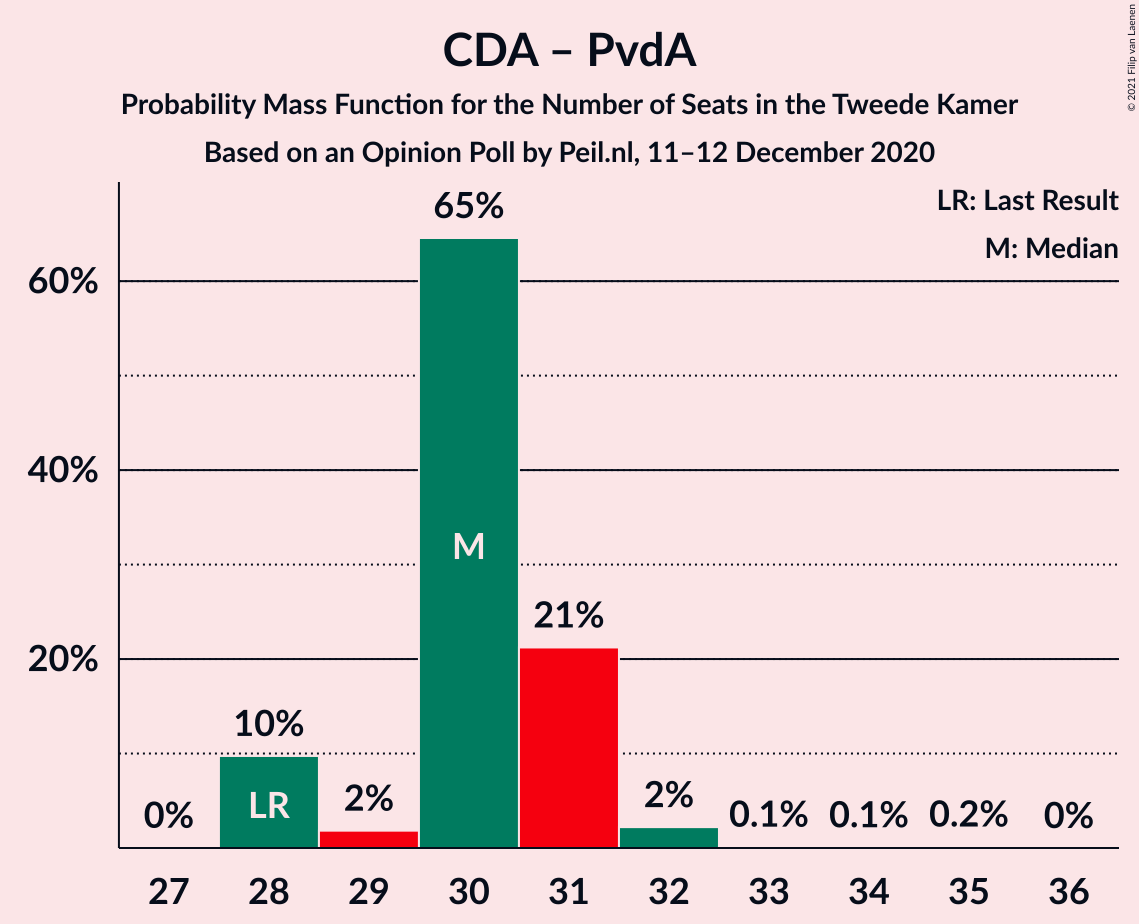 CDA – PvdA
Probability Mass Function for the Number of Seats in the Tweede Kamer
Based on an Opinion Poll by Peil.nl, 11–12 December 2020
© 2021 Filip van Laenen
LR: Last Result
M: Median
60%
40%
20%
0%
10%
2%
65%
21%
2%
0.1%
0.1%
0.2%
0%
LR
M
27 28 29 30 31 32 33 34 35 36